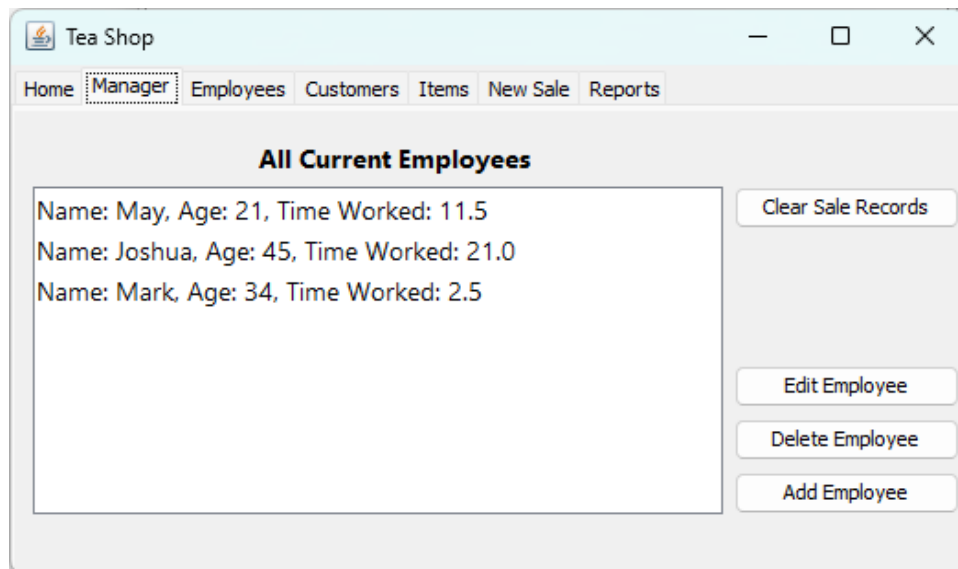 Tea Shop
Home Manager Employees Customers Items New Sale Reports
All Current Employees
Name: May, Age: 21, Time Worked: 11.5
Name: Joshua, Age: 45, Time Worked: 21.0
Name: Mark, Age: 34, Time Worked: 2.5
Clear Sale Records
Edit Employee
Delete Employee
Add Employee